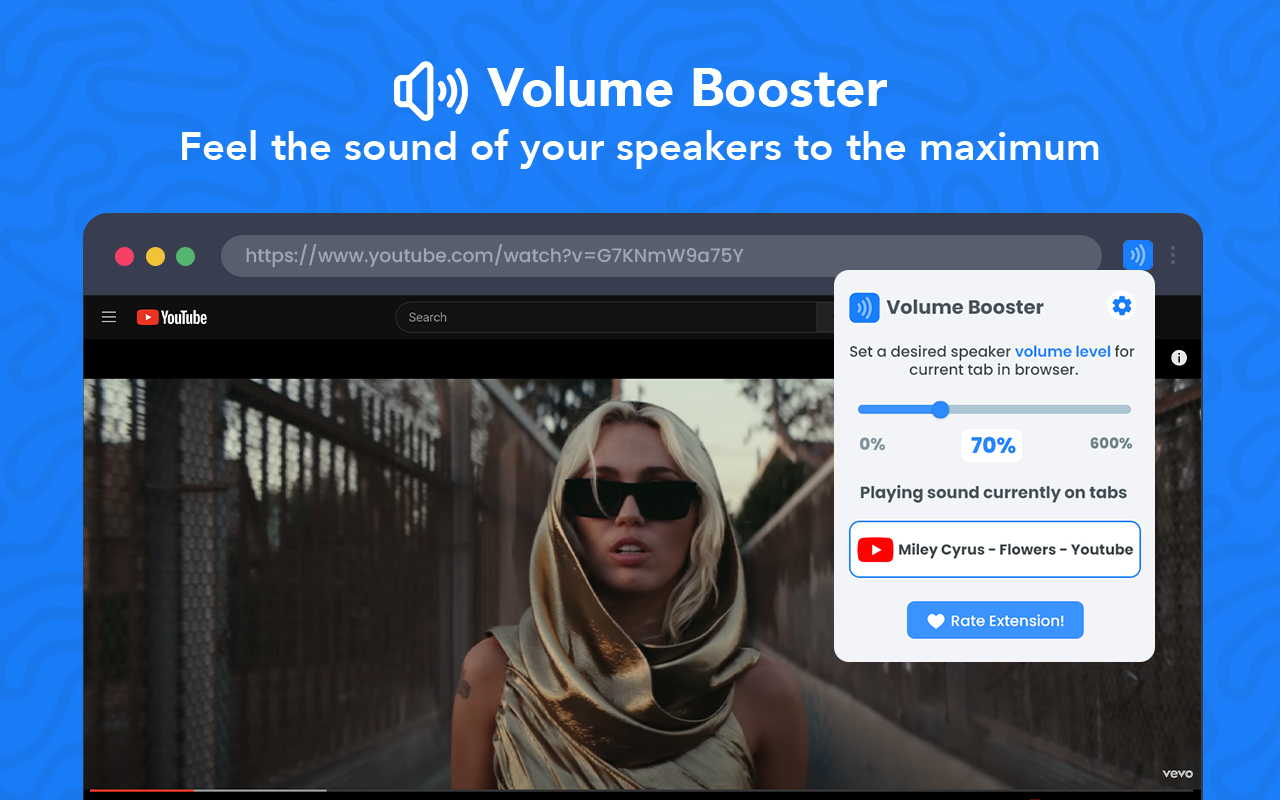 Volume Booster
Feel the sound of your speakers to the maximum
https://www.youtube.com/watch?v=G7KNmW9a75Y
YouTube
Search
Volume Booster
Set a desired speaker volume level for
current tab in browser.
0%
70%
600%
Playing sound currently on tabs
Miley Cyrus - Flowers - Youtube
Rate Extension!
vevo